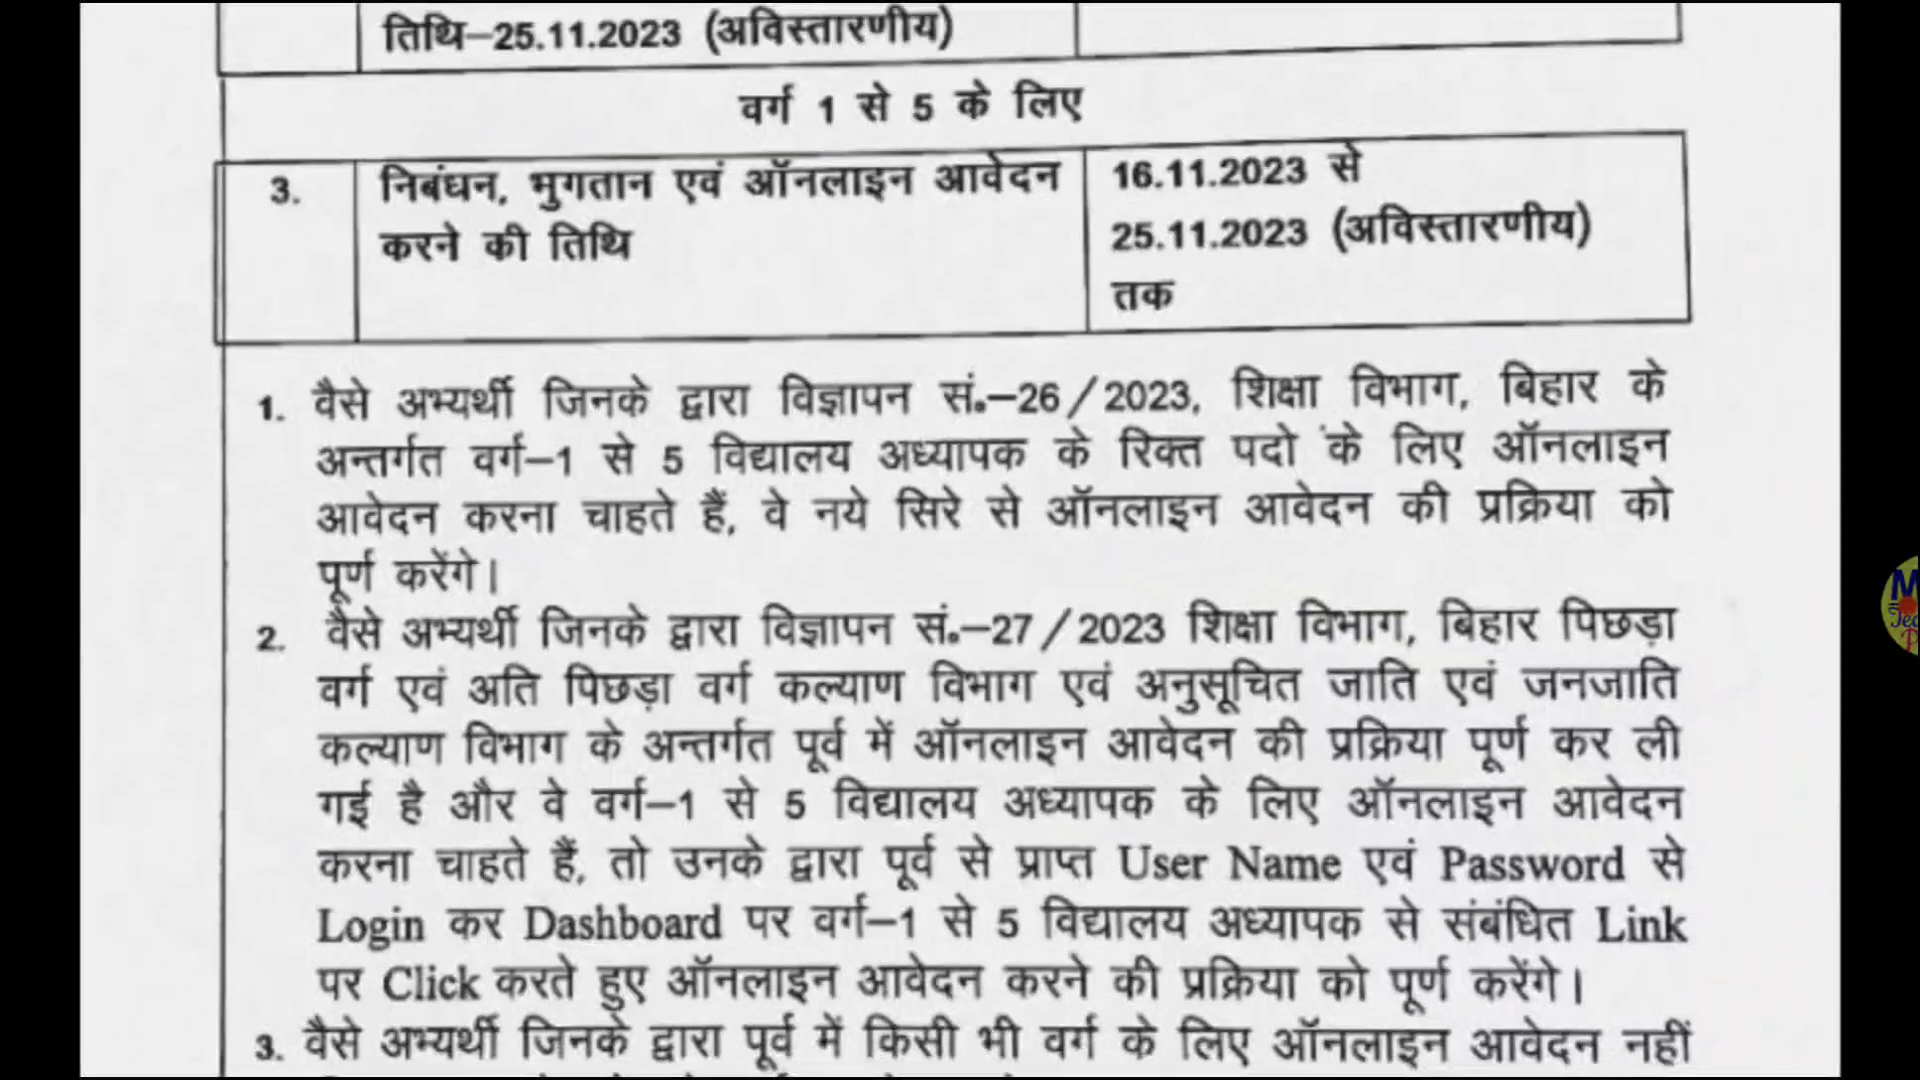 तिथि–25.11.2023 (अविस्तारणीय)
वर्ग 1 से 5 के लिए
3. निबंधन, भुगतान एवं ऑनलाइन आवेदन
करने की तिथि
16.11.2023 से
25.11.2023 (अविस्तारणीय)
तक
1. वैसे अभ्यर्थी जिनके द्वारा विज्ञापन सं.–26/2023, शिक्षा विभाग, बिहार के
अन्तर्गत वर्ग–1 से 5 विद्यालय अध्यापक के रिक्त पदो के लिए ऑनलाइन
आवेदन करना चाहते हैं, वे नये सिरे से ऑनलाइन आवेदन की प्रक्रिया को
पूर्ण करेंगे।
2. वैसे अभ्यर्थी जिनके द्वारा विज्ञापन सं.–27/2023 शिक्षा विभाग, बिहार पिछड़ा
वर्ग एवं अति पिछड़ा वर्ग कल्याण विभाग एवं अनुसूचित जाति एवं जनजाति
कल्याण विभाग के अन्तर्गत पूर्व में ऑनलाइन आवेदन की प्रक्रिया पूर्ण कर ली
गई है और वे वर्ग–1 से 5 विद्यालय अध्यापक के लिए ऑनलाइन आवेदन
करना चाहते हैं, तो उनके द्वारा पूर्व से प्राप्त User Name एवं Password से
Login कर Dashboard पर वर्ग–1 से 5 विद्यालय अध्यापक से संबंधित Link
पर Click करते हुए ऑनलाइन आवेदन करने की प्रक्रिया को पूर्ण करेंगे।
3. वैसे अभ्यर्थी जिनके द्वारा पूर्व में किसी भी वर्ग के लिए ऑनलाइन आवेदन नहीं